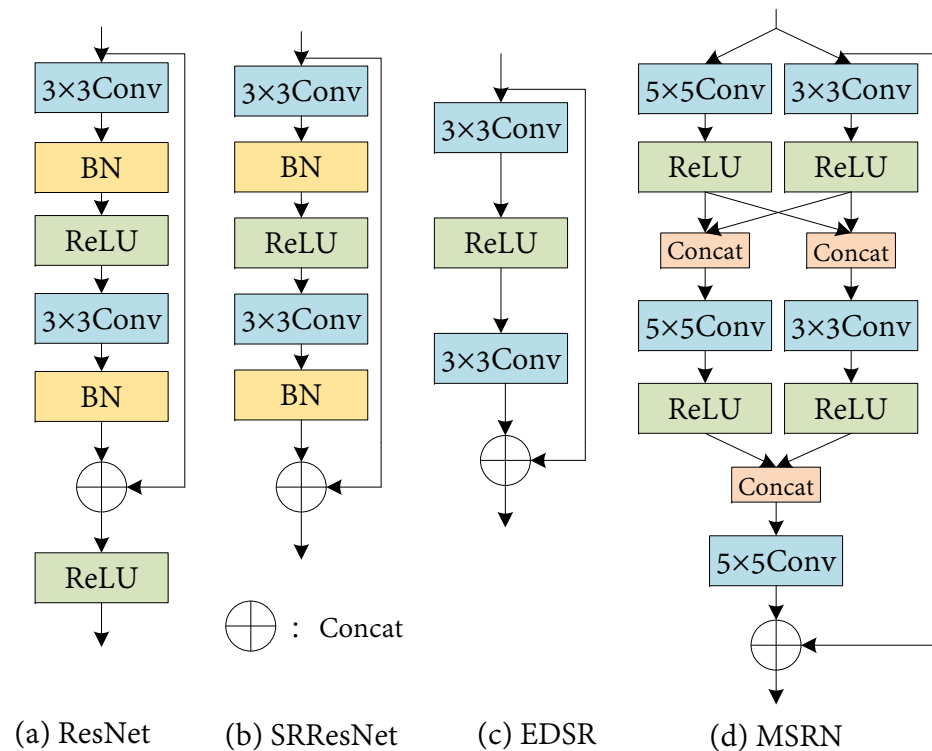 3×3Conv
BN
ReLU
3×3Conv
BN
ReLU
(a) ResNet
3×3Conv
BN
ReLU
3×3Conv
BN
: Concat
(b) SRResNet
3×3Conv
ReLU
3×3Conv
(c) EDSR
5×5Conv 3×3Conv
ReLU ReLU
Concat Concat
5×5Conv 3×3Conv
ReLU ReLU
Concat
5×5Conv
(d) MSRN